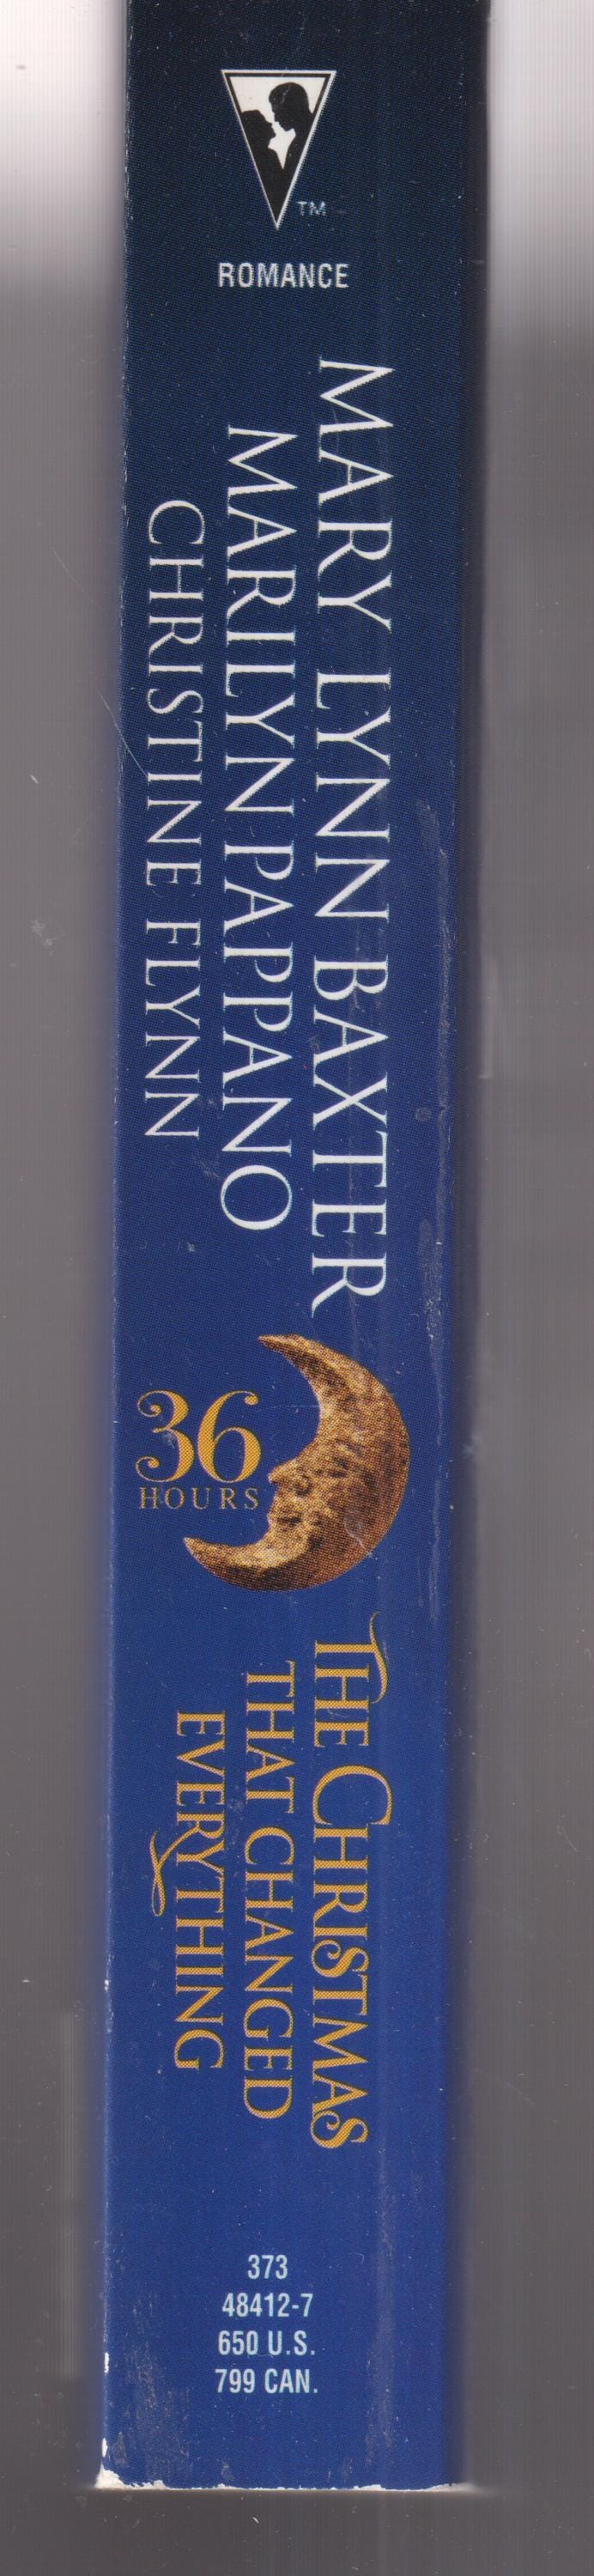 TM
ROMANCE
MARY LYNN BAXTER
MARILYN PAPPANO
CHRISTINE FLYNN
36
HOURS
THE CHRISTMAS
THAT CHANGED
EVERYTHING
373
48412-7
650 U.S.
799 CAN.